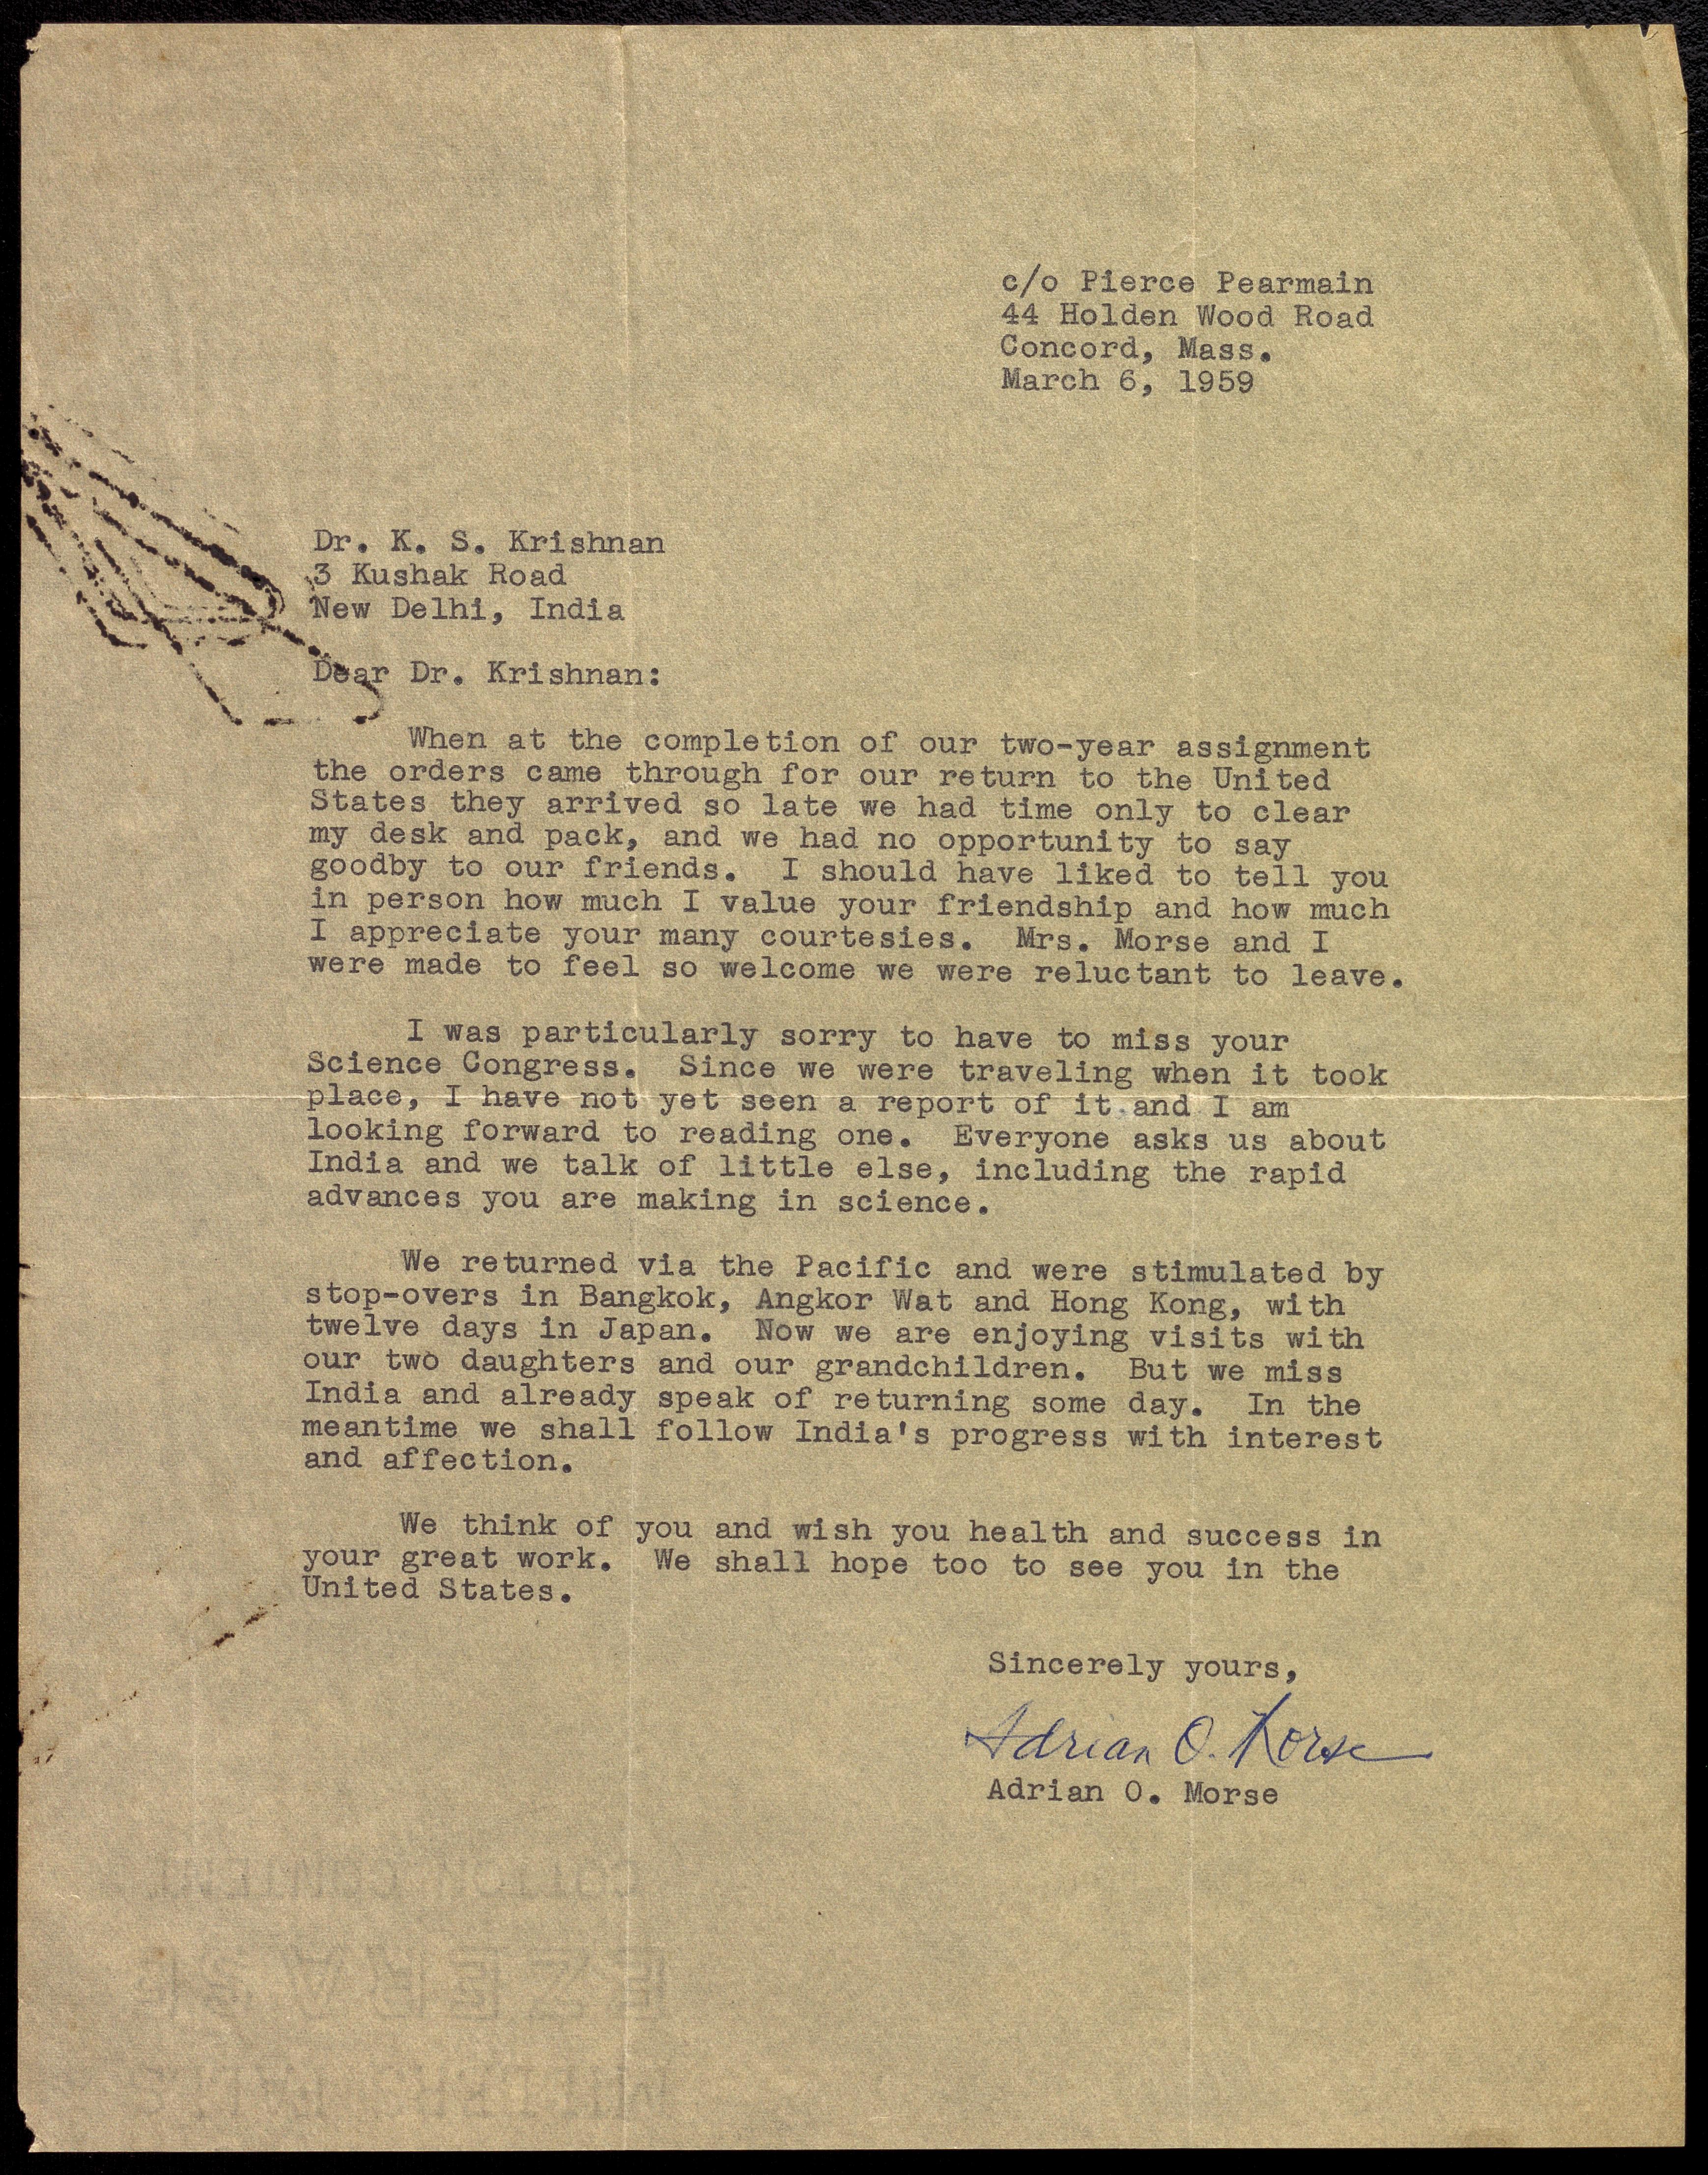 c/o Pierce Pearmain
44 Holden Wood Road
Concord, Mass.
March 6, 1959
Dr. K. S. Krishnan
3 Kushak Road
New Delhi, India
Dear Dr. Krishnan:
When at the completion of our two-year assignment
the orders came through for our return to the United
States they arrived so late we had time only to clear
my desk and pack, and we had no opportunity to say
goodby to our friends. I should have liked to tell you
in person how much I value your friendship and how much
I appreciate your many courtesies. Mrs. Morse and I
were made to feel so welcome we were reluctant to leave.
I was particularly sorry to have to miss your
Science Congress. Since we were traveling when it took
place, I have not yet seen a report of it and I am
looking forward to reading one. Everyone asks us about
India and we talk of little else, including the rapid
advances you are making in science.
We returned via the Pacific and were stimulated by
stop-overs in Bangkok, Angkor Wat and Hong Kong, with
twelve days in Japan. Now we are enjoying visits with
our two daughters and our grandchildren. But we miss
India and already speak of returning some day. In the
meantime we shall follow India's progress with interest
and affection.
We think of you and wish you health and success in
your great work. We shall hope too to see you in the
United States.
Sincerely yours,
Adrian O. Morse
Adrian O. Morse
COTTON CONTENT